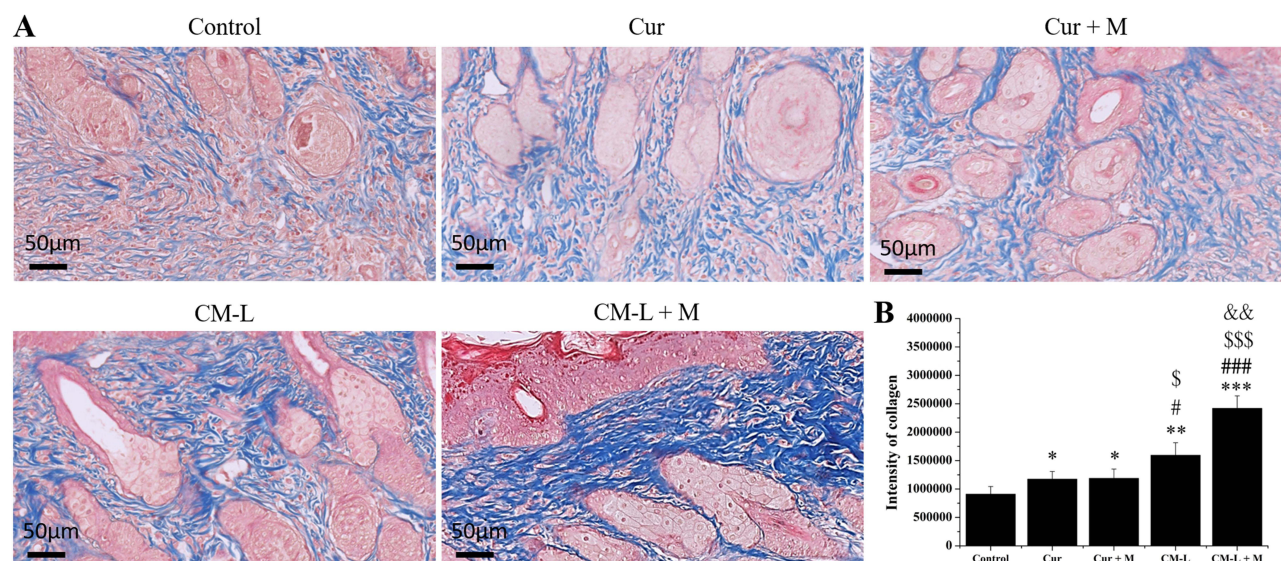 A
Control
Cur
Cur + M
50μm
50μm
50μm
CM-L
CM-L + M
50μm
50μm
B
Intensity of collagen
4000000
3500000
3000000
2500000
2000000
1500000
1000000
500000
0
*
*
$
#
**
&&
$$$
###
***
Control
Cur
Cur + M
CM-L
CM-L + M